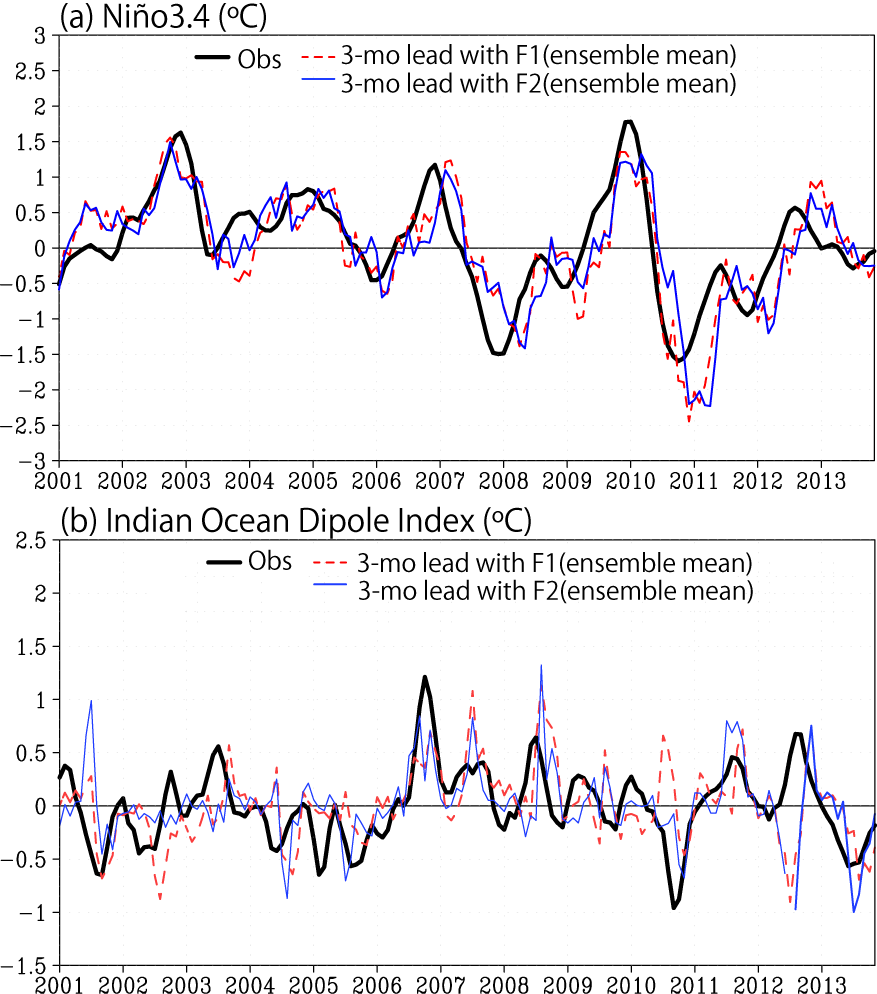 (a) Niño3.4 (ºC)
3
Obs
3-mo lead with F1(ensemble mean)
3-mo lead with F2(ensemble mean)
2.5
2
1.5
1
0.5
0
−0.5
−1
−1.5
−2
−2.5
−3
2001 2002 2003 2004 2005 2006 2007 2008 2009 2010 2011 2012 2013
(b) Indian Ocean Dipole Index (ºC)
2.5
Obs
3-mo lead with F1(ensemble mean)
3-mo lead with F2(ensemble mean)
2
1.5
1
0.5
0
−0.5
−1
−1.5
2001 2002 2003 2004 2005 2006 2007 2008 2009 2010 2011 2012 2013